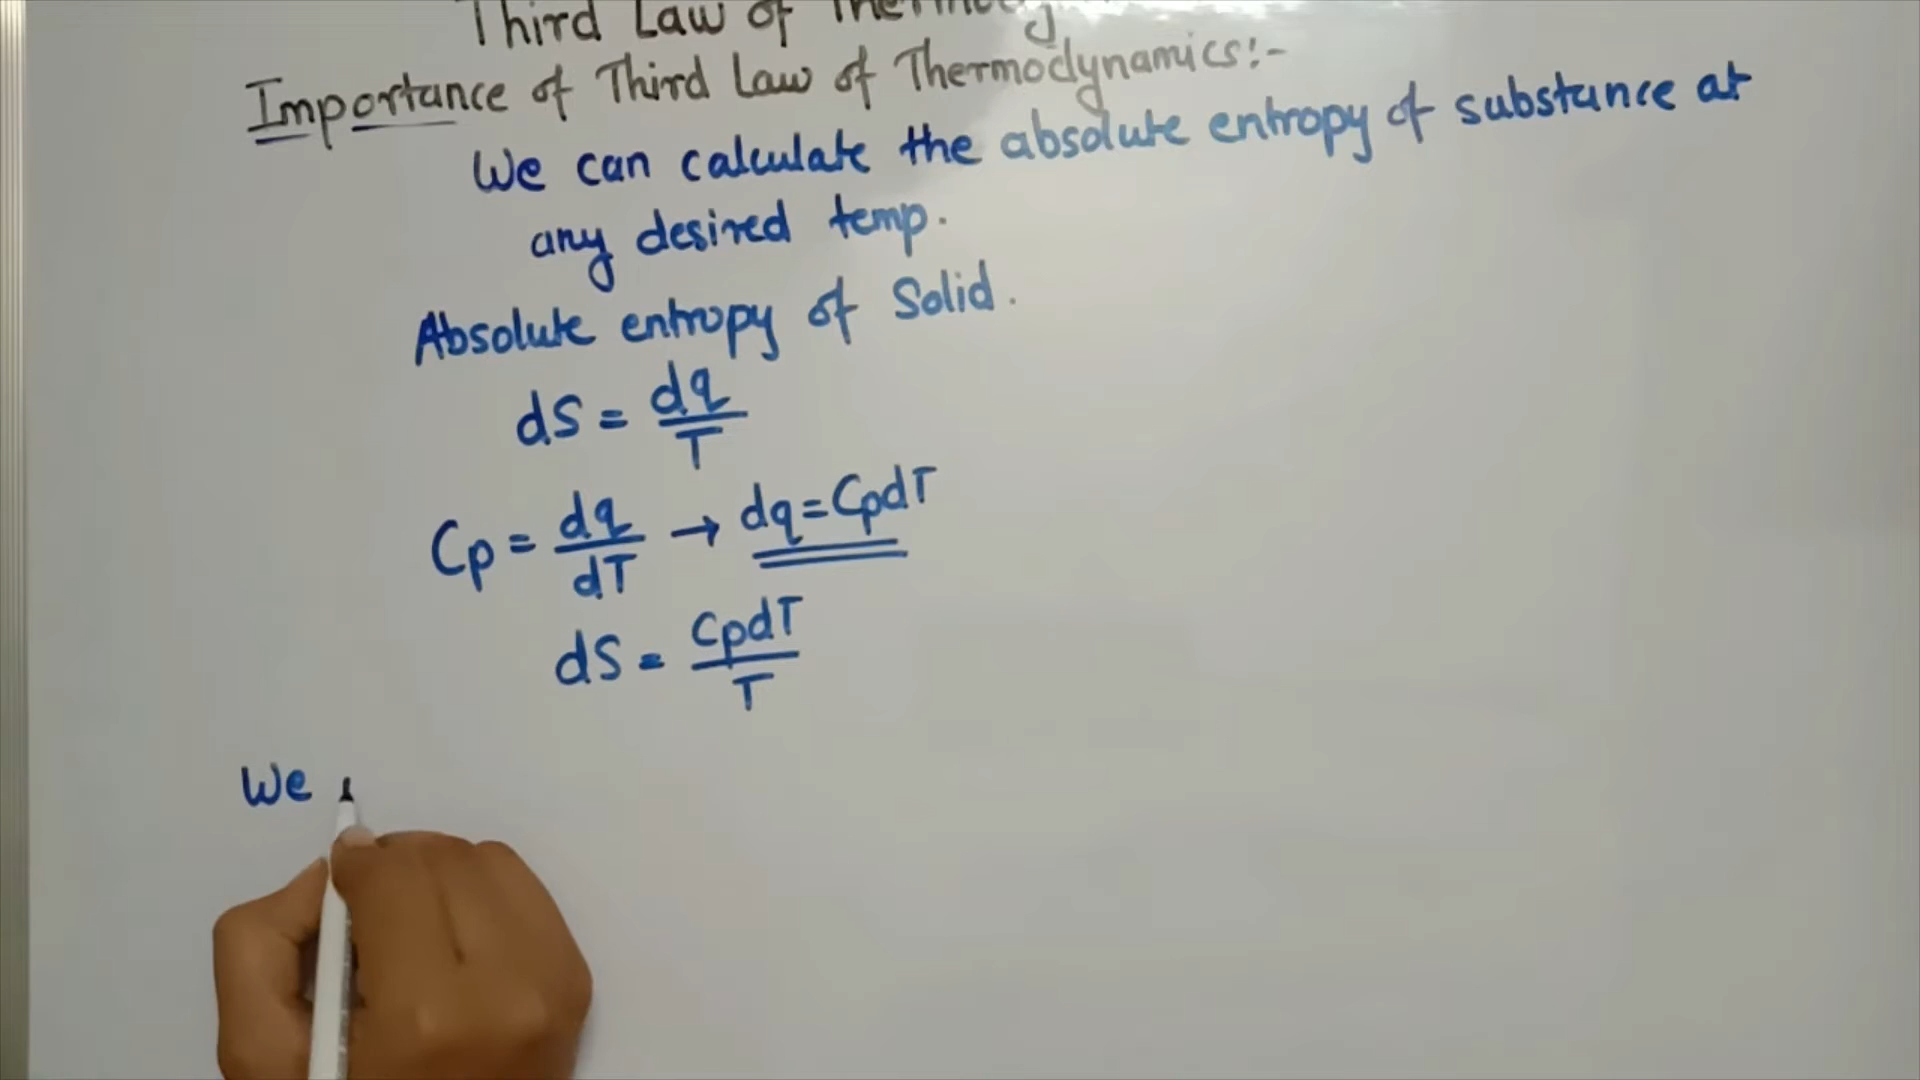 Third Law of
Importance of Third Law of Thermodynamics:-
We can calculate the absolute entropy of substance at
any desired temp.
Absolute entropy of Solid.
dS = dq/T
Cp = dq/dT → dq = CpdT
dS = CpdT/T
We